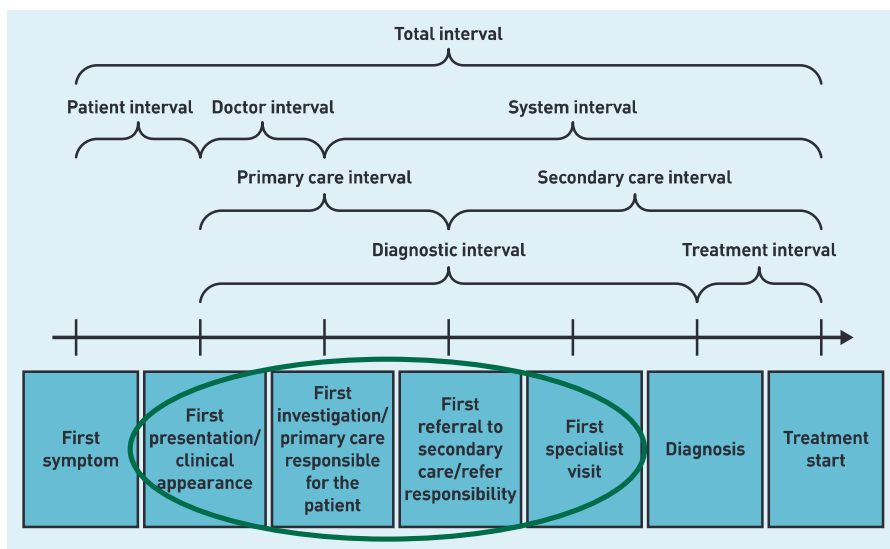 Total interval
Patient interval
Doctor interval
System interval
Primary care interval
Secondary care interval
Diagnostic interval
Treatment interval
First
symptom
First
presentation/
clinical
appearance
First
investigation/
primary care
responsible
for the
patient
First
referral to
secondary
care/refer
responsibility
First
specialist
visit
Diagnosis
Treatment
start